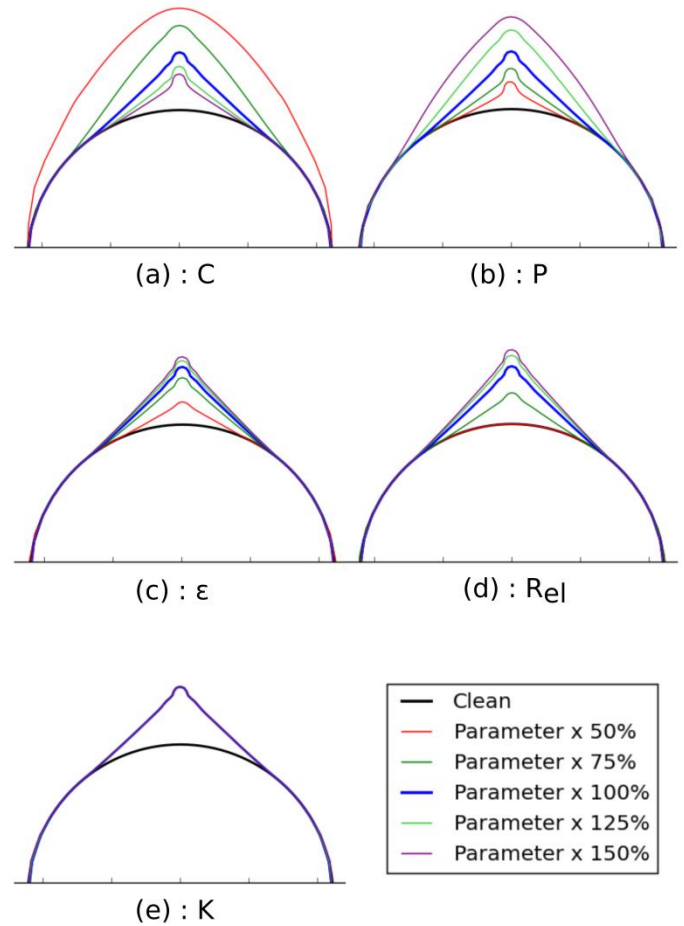 (a) : C
(b) : P
(c) : ε
(d) : Rel
(e) : K
Clean
Parameter x 50%
Parameter x 75%
Parameter x 100%
Parameter x 125%
Parameter x 150%